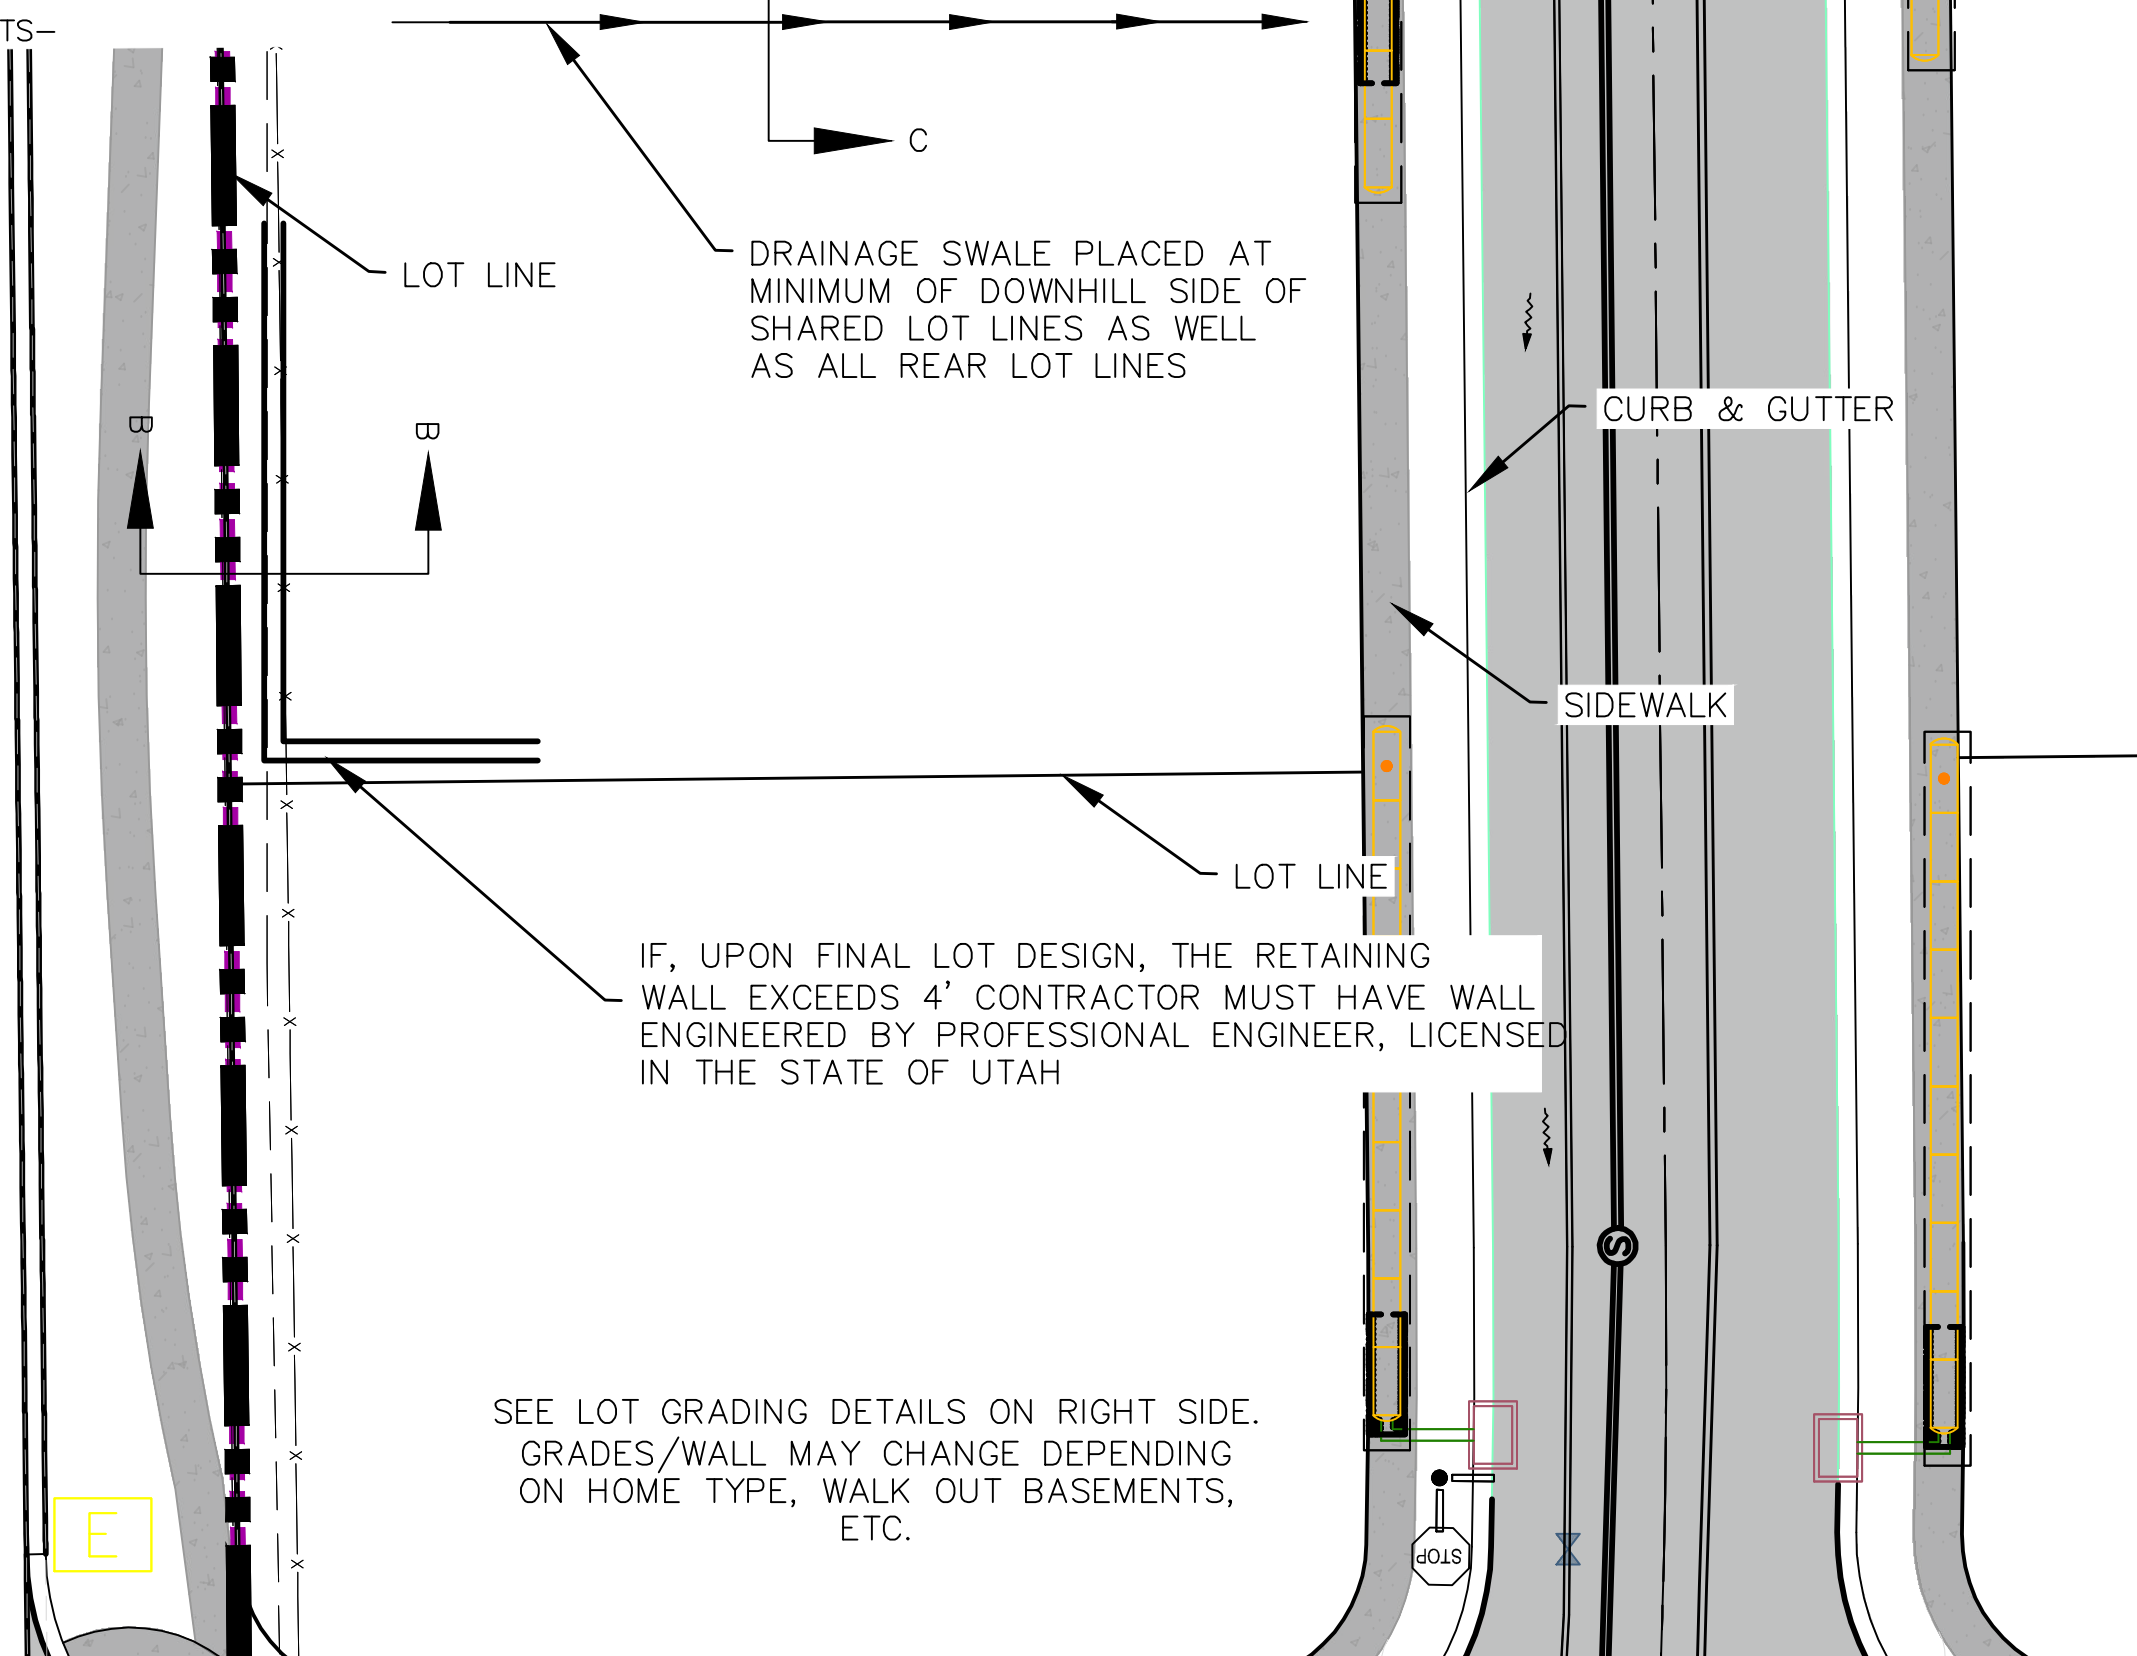 TS-
C
LOT LINE
DRAINAGE SWALE PLACED AT
MINIMUM OF DOWNHILL SIDE OF
SHARED LOT LINES AS WELL
AS ALL REAR LOT LINES
B
B
CURB & GUTTER
SIDEWALK
LOT LINE
IF, UPON FINAL LOT DESIGN, THE RETAINING
WALL EXCEEDS 4' CONTRACTOR MUST HAVE WALL
ENGINEERED BY PROFESSIONAL ENGINEER, LICENSED
IN THE STATE OF UTAH
S
SEE LOT GRADING DETAILS ON RIGHT SIDE.
GRADES/WALL MAY CHANGE DEPENDING
ON HOME TYPE, WALK OUT BASEMENTS,
ETC.
E
STOP